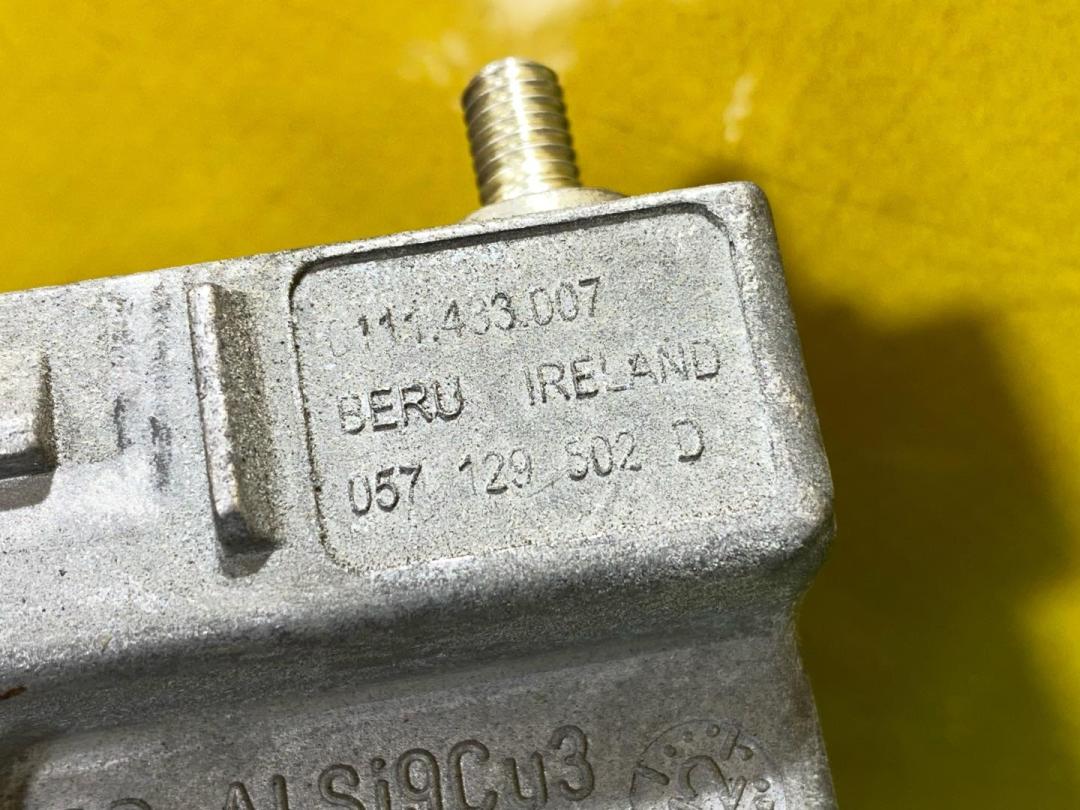 0111.433.007
BERU IRELAND
057 129 502 D
AlSi9Cu3